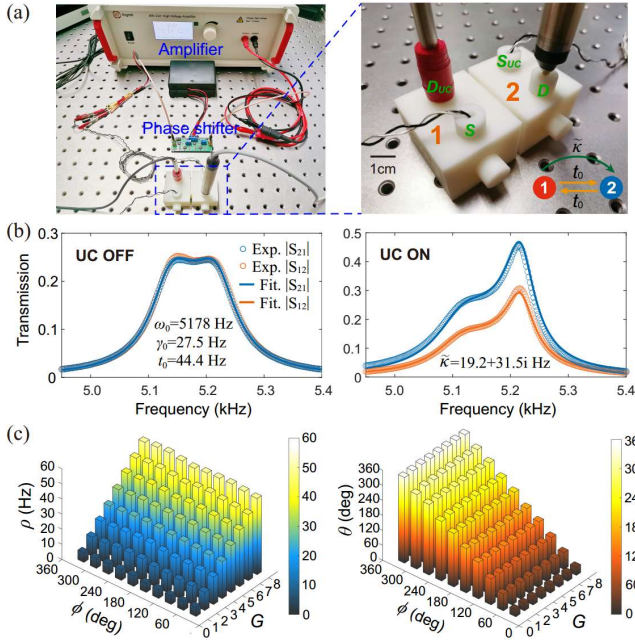 (a)
Amplifier
Phase shifter
D_UC
S_UC
1
2
S
D
1cm
κ̃
t₀
1
2
t₀
(b)
Transmission
0.3
0.2
0.1
0
UC OFF
Exp. |S₂₁|
Exp. |S₁₂|
Fit. |S₂₁|
Fit. |S₁₂|
ω₀=5178 Hz
γ₀=27.5 Hz
t₀=44.4 Hz
5.0 5.1 5.2 5.3 5.4
Frequency (kHz)
0.5
0.4
0.3
0.2
0.1
0
UC ON
κ̃=19.2+31.5i Hz
5.0 5.1 5.2 5.3 5.4
Frequency (kHz)
(c)
ρ (Hz)
60
50
40
30
20
10
0
360 300 240 180 120 60 0
ϕ (deg)
0 1 2 3 4 5 6 7 8
G
60
50
40
30
20
10
0
θ (deg)
360
300
240
180
120
60
0
360 300 240 180 120 60 0
ϕ (deg)
0 1 2 3 4 5 6 7 8
G
36
30
24
18
12
60
0